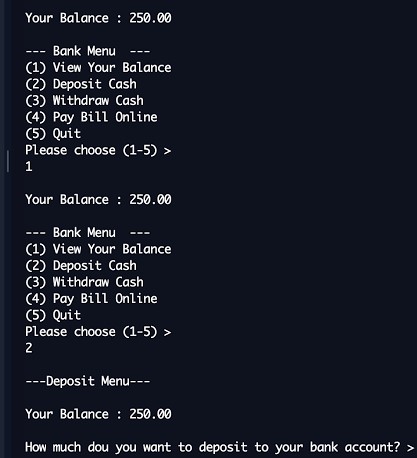 Your Balance : 250.00
--- Bank Menu  ---
(1) View Your Balance
(2) Deposit Cash
(3) Withdraw Cash
(4) Pay Bill Online
(5) Quit
Please choose (1-5) >
1
Your Balance : 250.00
--- Bank Menu  ---
(1) View Your Balance
(2) Deposit Cash
(3) Withdraw Cash
(4) Pay Bill Online
(5) Quit
Please choose (1-5) >
2
---Deposit Menu---
Your Balance : 250.00
How much dou you want to deposit to your bank account? >